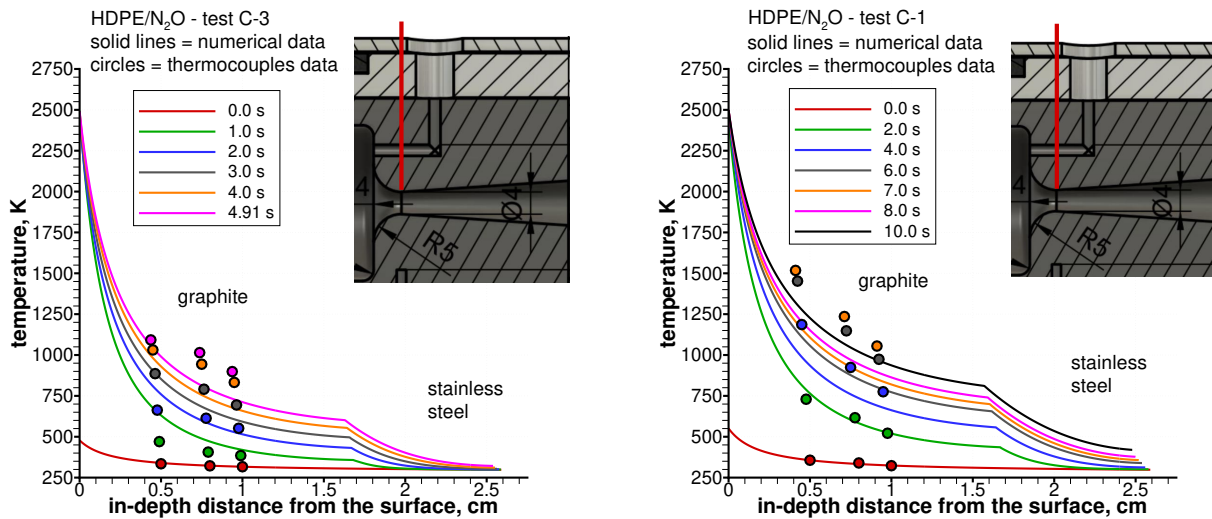 HDPE/N₂O - test C-3
solid lines = numerical data
circles = thermocouples data
2750
2500
2250
2000
1750
1500
1250
1000
750
500
250
temperature, K
0.0 s
1.0 s
2.0 s
3.0 s
4.0 s
4.91 s
4
R5
Ø4
graphite
stainless
steel
0
0.5
1
1.5
2
2.5
in-depth distance from the surface, cm
HDPE/N₂O - test C-1
solid lines = numerical data
circles = thermocouples data
2750
2500
2250
2000
1750
1500
1250
1000
750
500
250
temperature, K
0.0 s
2.0 s
4.0 s
6.0 s
7.0 s
8.0 s
10.0 s
4
R5
Ø4
graphite
stainless
steel
0
0.5
1
1.5
2
2.5
in-depth distance from the surface, cm